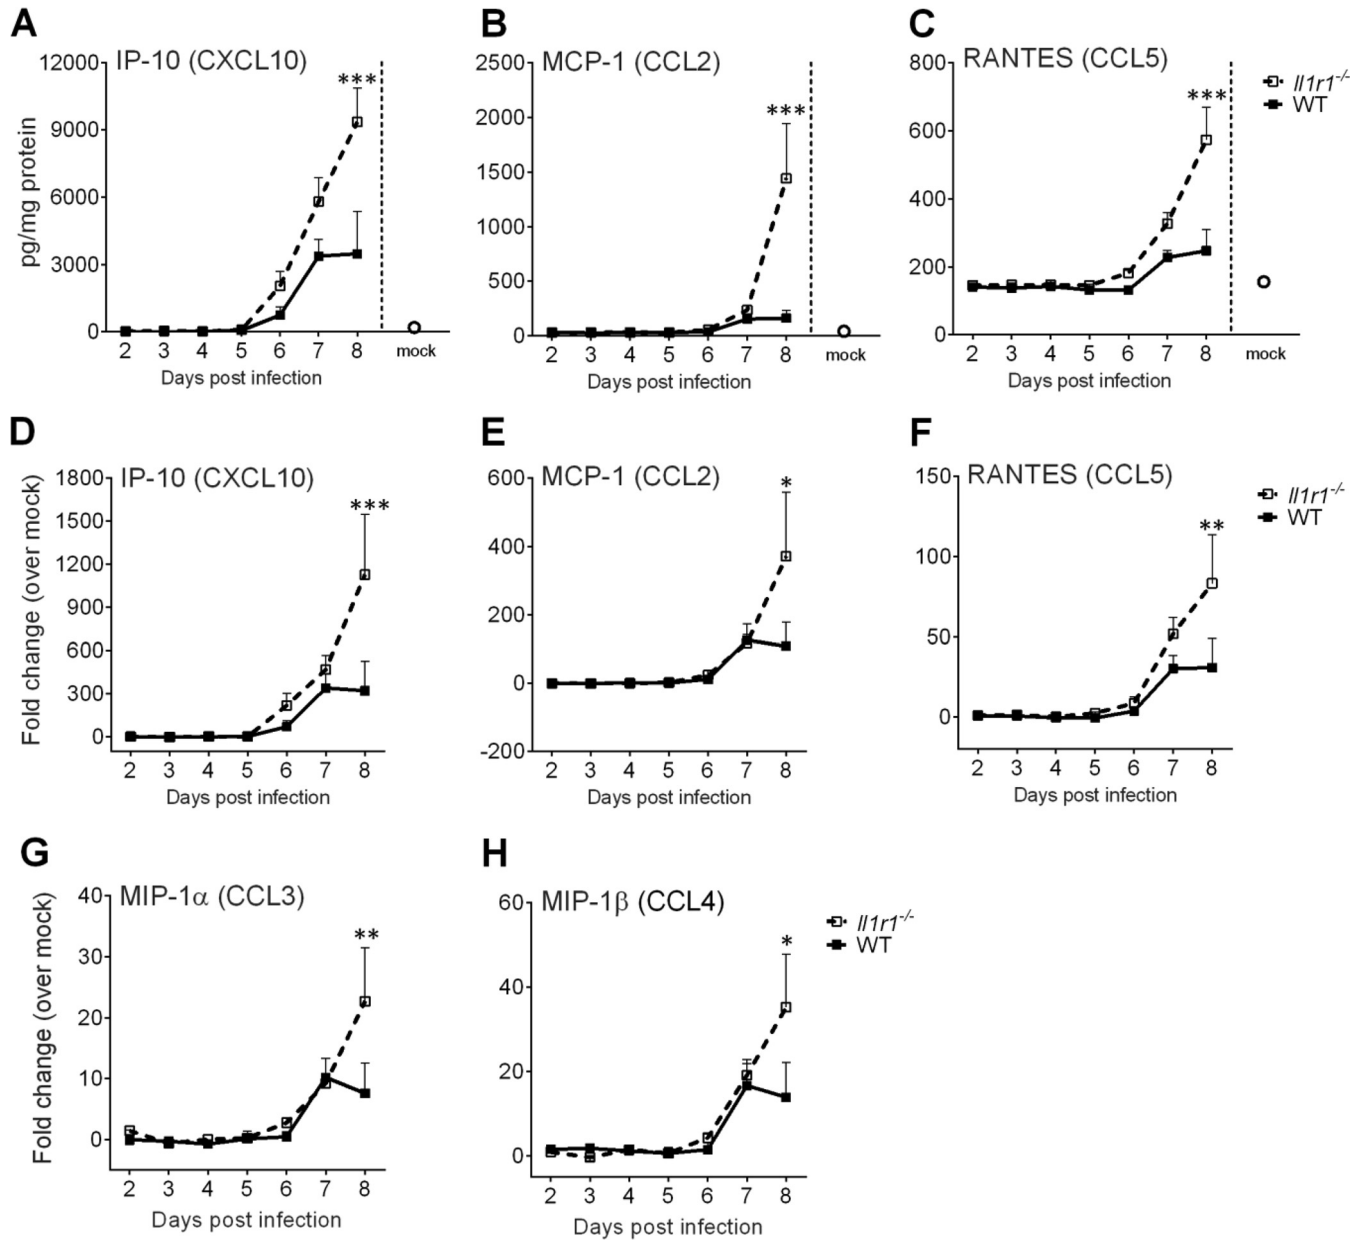 A
IP-10 (CXCL10)
12000
9000
6000
3000
0
pg/mg protein
***
2 3 4 5 6 7 8 mock
Days post infection
B
MCP-1 (CCL2)
2500
2000
1500
1000
500
0
***
2 3 4 5 6 7 8 mock
Days post infection
C
RANTES (CCL5)
800
600
400
200
0
***
2 3 4 5 6 7 8 mock
Days post infection
Il1r1-/-
WT
D
IP-10 (CXCL10)
1800
1500
1200
900
600
300
0
Fold change (over mock)
***
2 3 4 5 6 7 8
Days post infection
E
MCP-1 (CCL2)
600
400
200
0
-200
*
2 3 4 5 6 7 8
Days post infection
F
RANTES (CCL5)
150
100
50
0
**
2 3 4 5 6 7 8
Days post infection
Il1r1-/-
WT
G
MIP-1α (CCL3)
40
30
20
10
0
Fold change (over mock)
**
2 3 4 5 6 7 8
Days post infection
H
MIP-1β (CCL4)
60
40
20
0
*
2 3 4 5 6 7 8
Days post infection
Il1r1-/-
WT